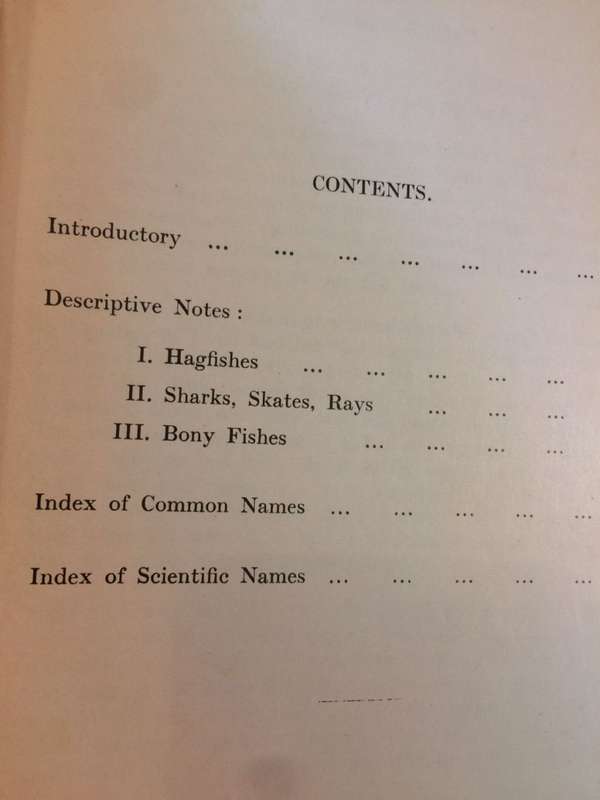 CONTENTS.
Introductory ... ... ... ... ... ... ...
Descriptive Notes :
I. Hagfishes ... ... ... ... ...
II. Sharks, Skates, Rays ... ... ...
III. Bony Fishes ... ... ... ...
Index of Common Names ... ... ... ... ...
Index of Scientific Names ... ... ... ... ...